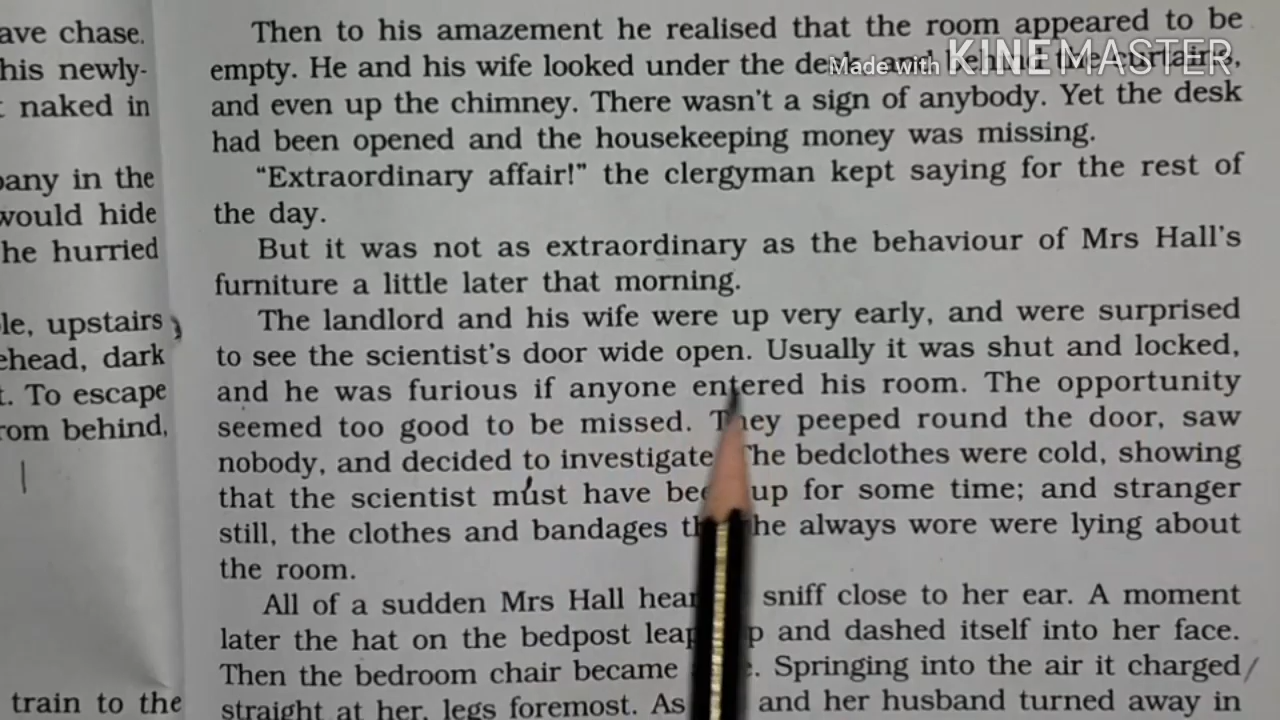 ave chase.
his newly-
naked in
pany in the
would hide
he hurried
le, upstairs
ehead, dark
t. To escape
rom behind,
train to the
Then to his amazement he realised that the room appeared to be
empty. He and his wife looked under the desk and behind the curtains,
and even up the chimney. There wasn't a sign of anybody. Yet the desk
had been opened and the housekeeping money was missing.
"Extraordinary affair!" the clergyman kept saying for the rest of
the day.
But it was not as extraordinary as the behaviour of Mrs Hall's
furniture a little later that morning.
The landlord and his wife were up very early, and were surprised
to see the scientist's door wide open. Usually it was shut and locked,
and he was furious if anyone entered his room. The opportunity
seemed too good to be missed. They peeped round the door, saw
nobody, and decided to investigate. The bedclothes were cold, showing
that the scientist must have been up for some time; and stranger
still, the clothes and bandages he always wore were lying about
the room.
All of a sudden Mrs Hall sniff close to her ear. A moment
later the hat on the bedpost and dashed itself into her face.
Then the bedroom chair became Springing into the air it charged
straight at her, legs foremost. As and her husband turned away in
Made with KINEMASTER